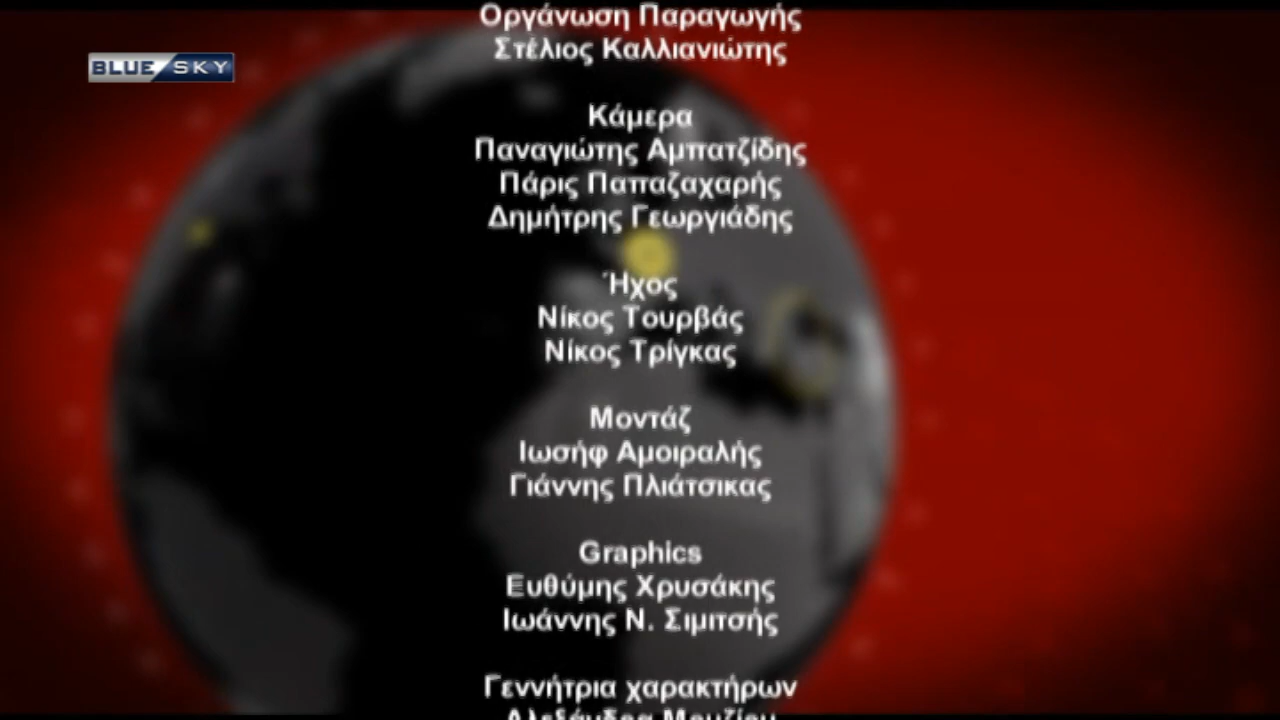 Οργάνωση Παραγωγής
Στέλιος Καλλιανιώτης
BLUE SKY
Κάμερα
Παναγιώτης Αμπατζίδης
Πάρις Παπαζαχαρής
Δημήτρης Γεωργιάδης
Ήχος
Νίκος Τουρβάς
Νίκος Τρίγκας
Μοντάζ
Ιωσήφ Αμοιραλής
Γιάννης Πλιάτσικας
Graphics
Ευθύμης Χρυσάκης
Ιωάννης Ν. Σιμιτσής
Γεννήτρια χαρακτήρων
Αλεξάνδρα